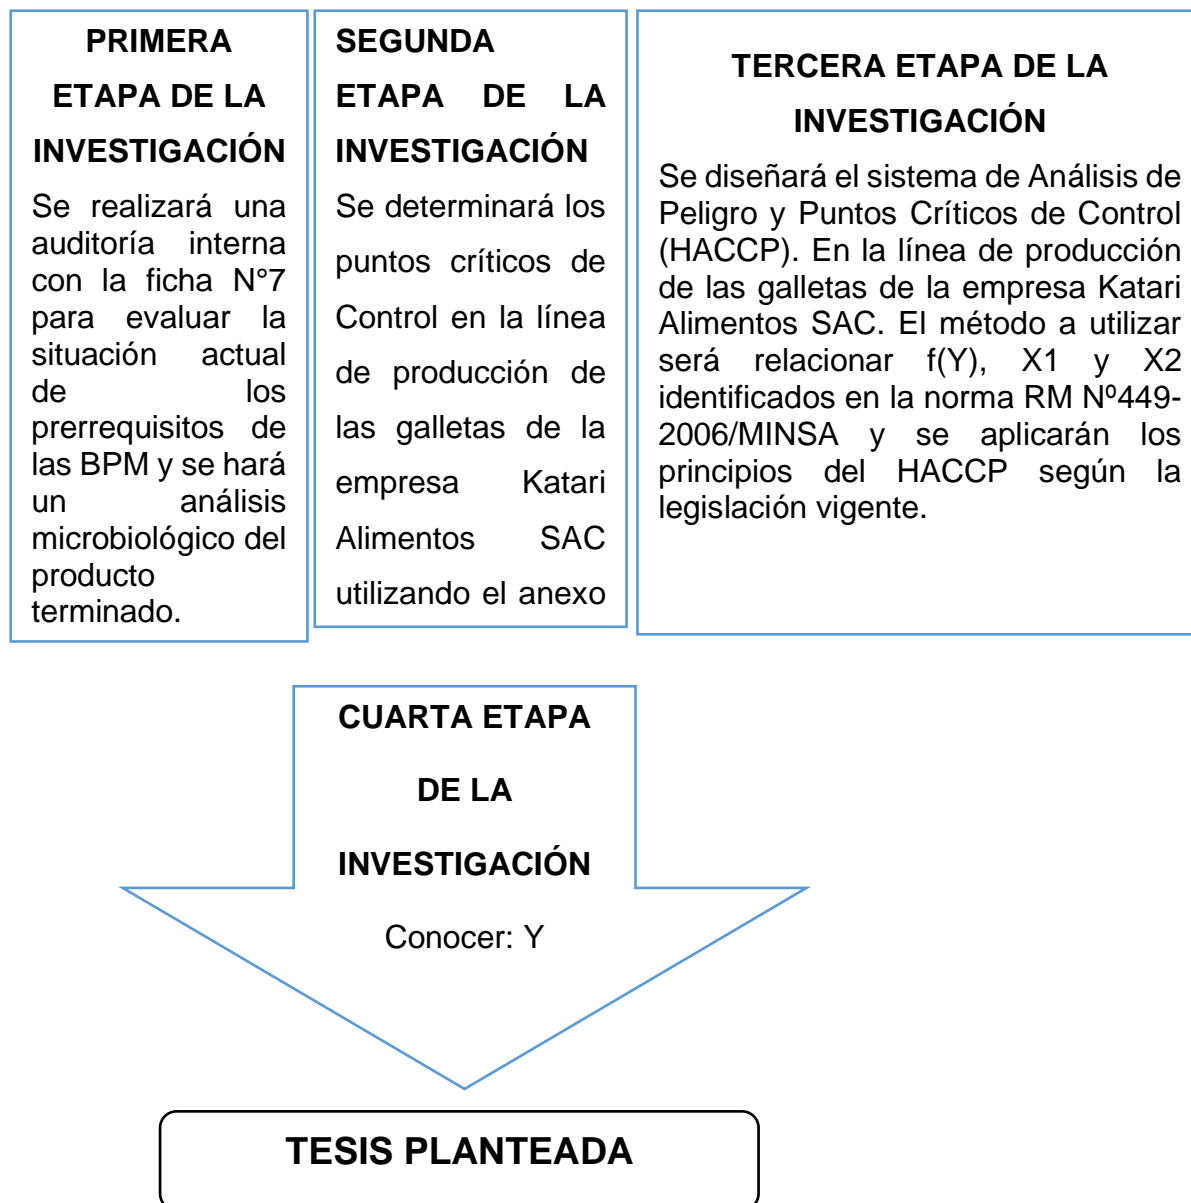 PRIMERA
ETAPA DE LA
INVESTIGACIÓN
Se realizará una
auditoría interna
con la ficha N°7
para evaluar la
situación actual
de los
prerrequisitos de
las BPM y se hará
un análisis
microbiológico del
producto
terminado.
SEGUNDA
ETAPA DE LA
INVESTIGACIÓN
Se determinará los
puntos críticos de
Control en la línea
de producción de
las galletas de la
empresa Katari
Alimentos SAC
utilizando el anexo
TERCERA ETAPA DE LA
INVESTIGACIÓN
Se diseñará el sistema de Análisis de
Peligro y Puntos Críticos de Control
(HACCP). En la línea de producción
de las galletas de la empresa Katari
Alimentos SAC. El método a utilizar
será relacionar f(Y), X1 y X2
identificados en la norma RM Nº449-
2006/MINSA y se aplicarán los
principios del HACCP según la
legislación vigente.
CUARTA ETAPA
DE LA
INVESTIGACIÓN
Conocer: Y
TESIS PLANTEADA